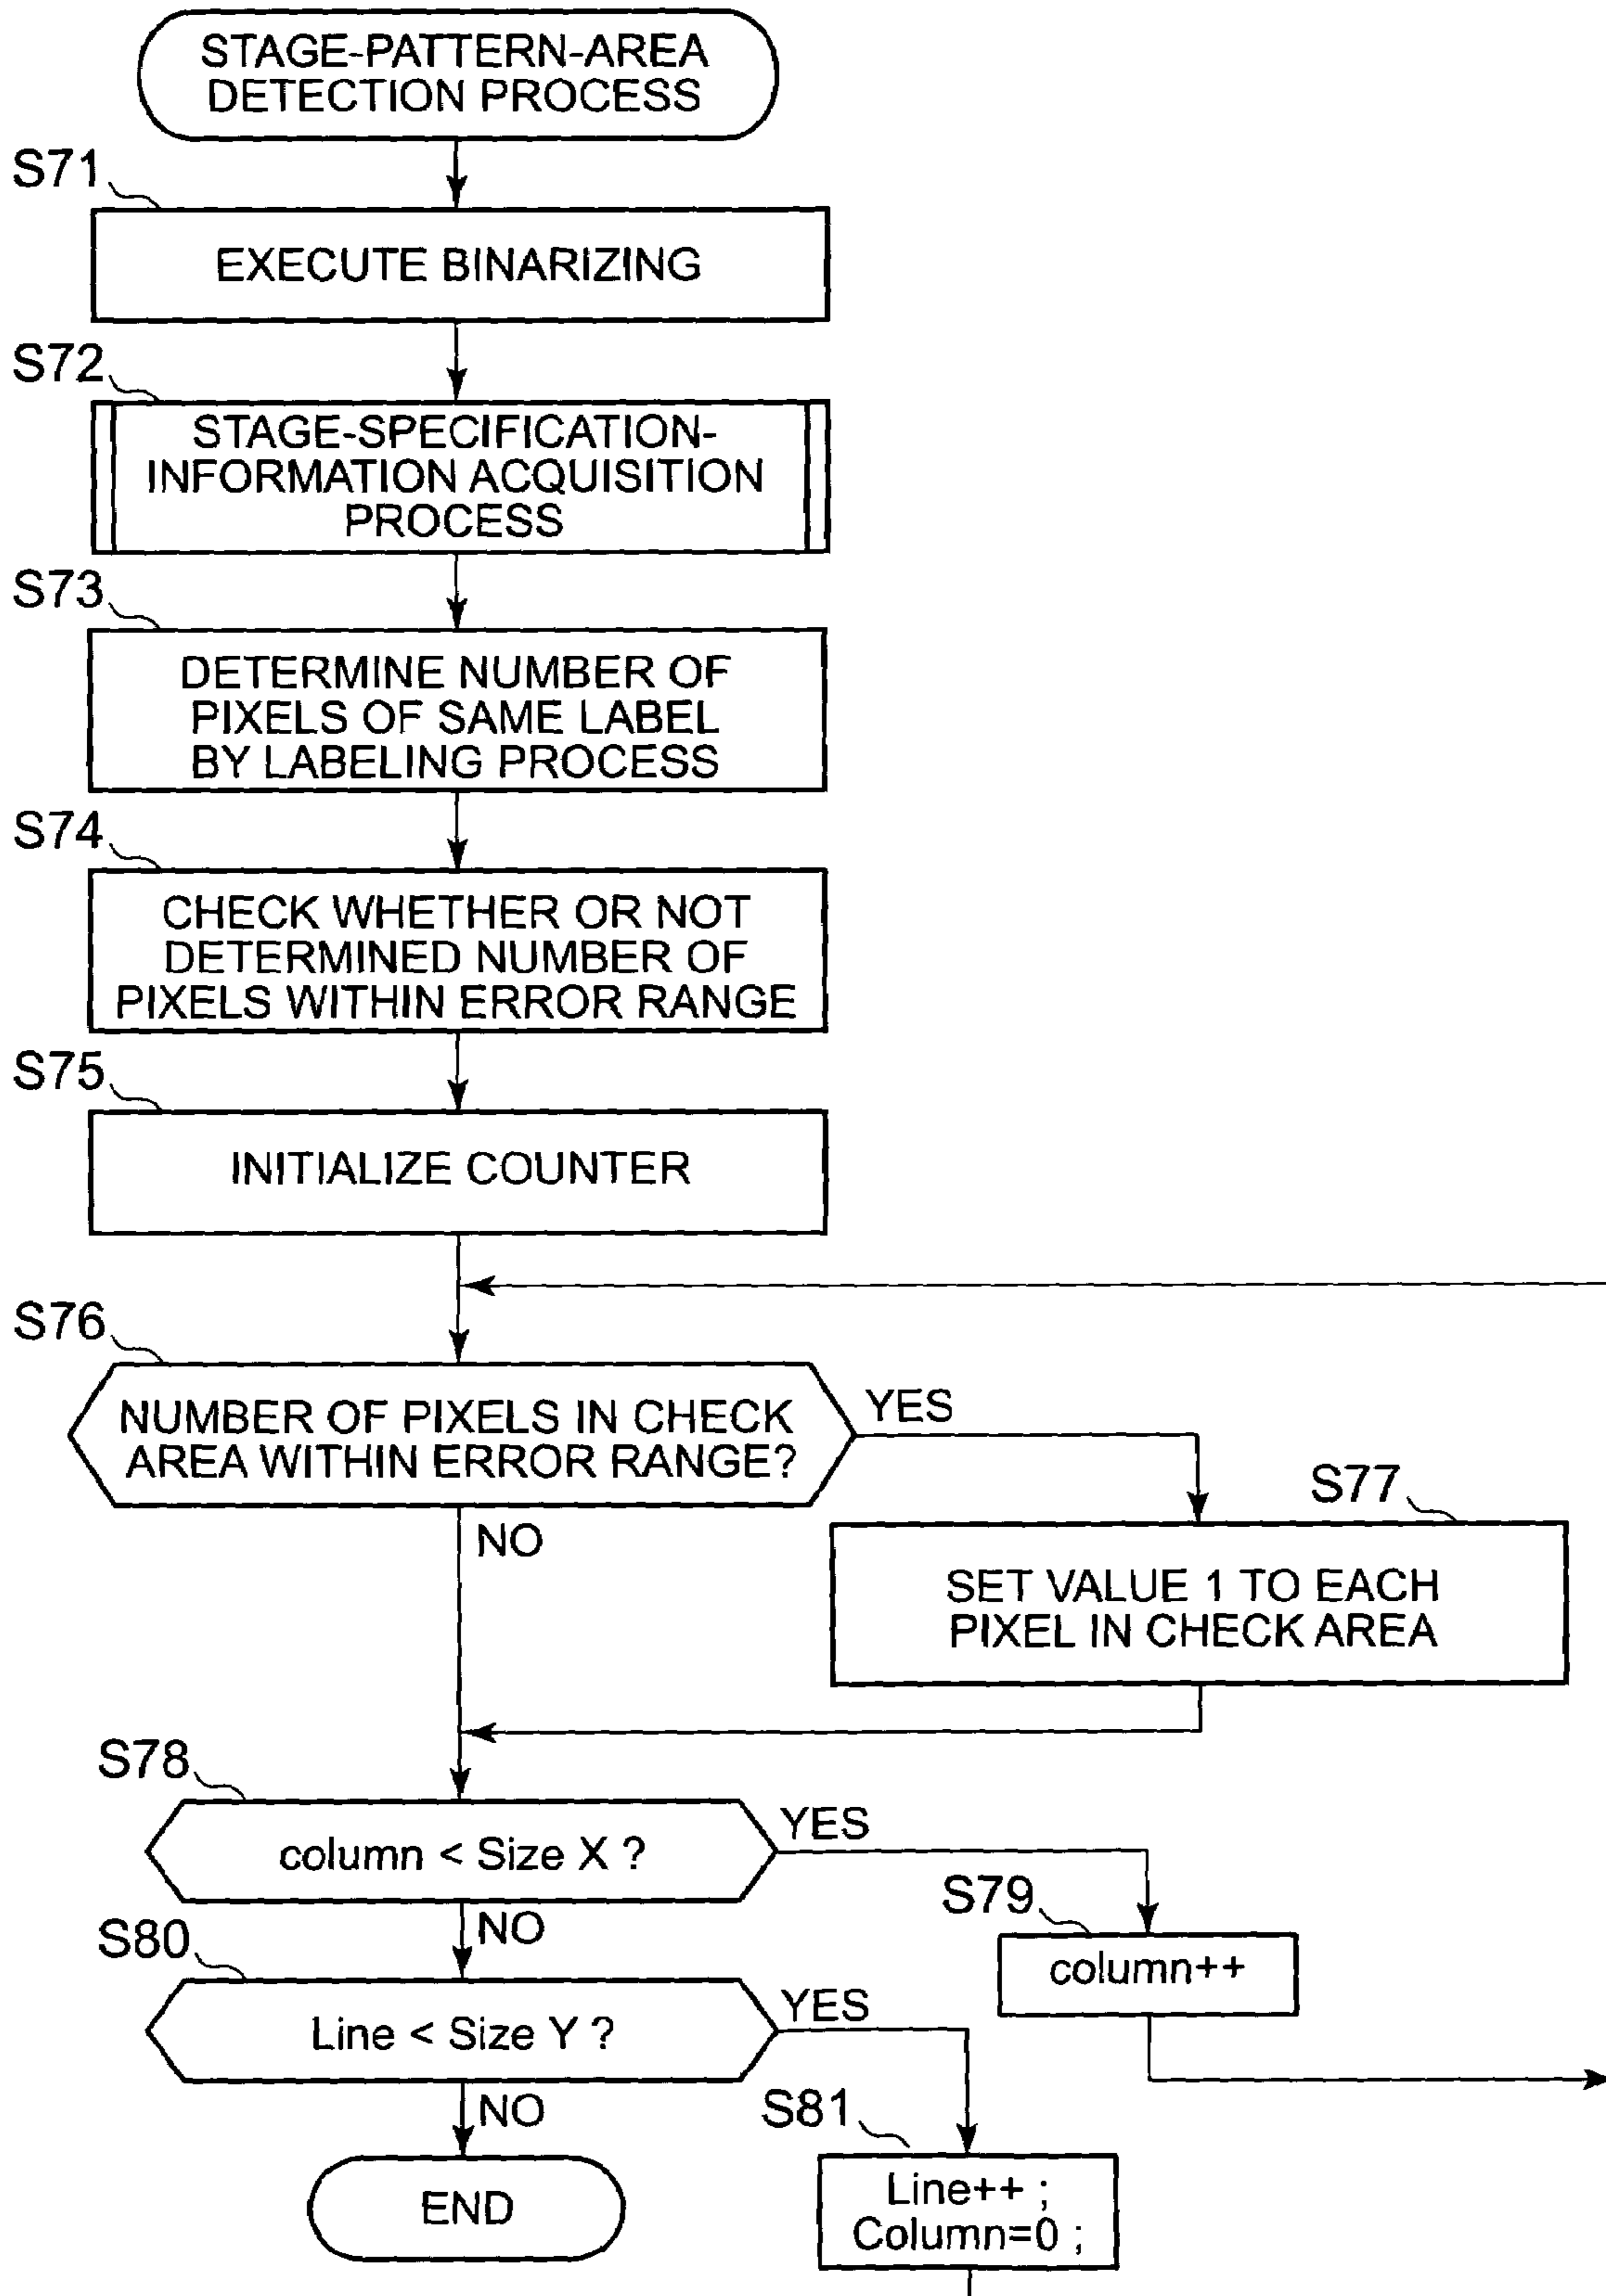 STAGE-PATTERN-AREA
DETECTION PROCESS
S71
EXECUTE BINARIZING
S72
STAGE-SPECIFICATION-
INFORMATION ACQUISITION
PROCESS
S73
DETERMINE NUMBER OF
PIXELS OF SAME LABEL
BY LABELING PROCESS
S74
CHECK WHETHER OR NOT
DETERMINED NUMBER OF
PIXELS WITHIN ERROR RANGE
S75
INITIALIZE COUNTER
S76
NUMBER OF PIXELS IN CHECK
AREA WITHIN ERROR RANGE?
YES
NO
S77
SET VALUE 1 TO EACH
PIXEL IN CHECK AREA
S78
column < Size X ?
YES
NO
S79
column++
S80
Line < Size Y ?
YES
NO
S81
Line++ ;
Column=0 ;
END